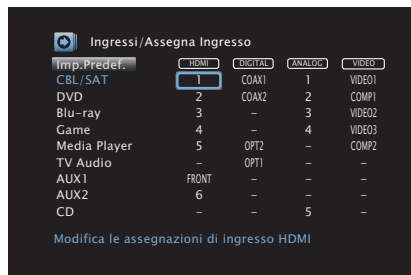 Ingressi/Assegna Ingresso
Imp.Predef. HDMI DIGITAL ANALOG VIDEO
CBL/SAT 1 COAX1 1 VIDEO1
DVD 2 COAX2 2 COMP1
Blu-ray 3 – 3 VIDEO2
Game 4 – 4 VIDEO3
Media Player 5 OPT2 – COMP2
TV Audio – OPT1 – –
AUX1 FRONT – – –
AUX2 6 – – –
CD – – 5 –
Modifica le assegnazioni di ingresso HDMI